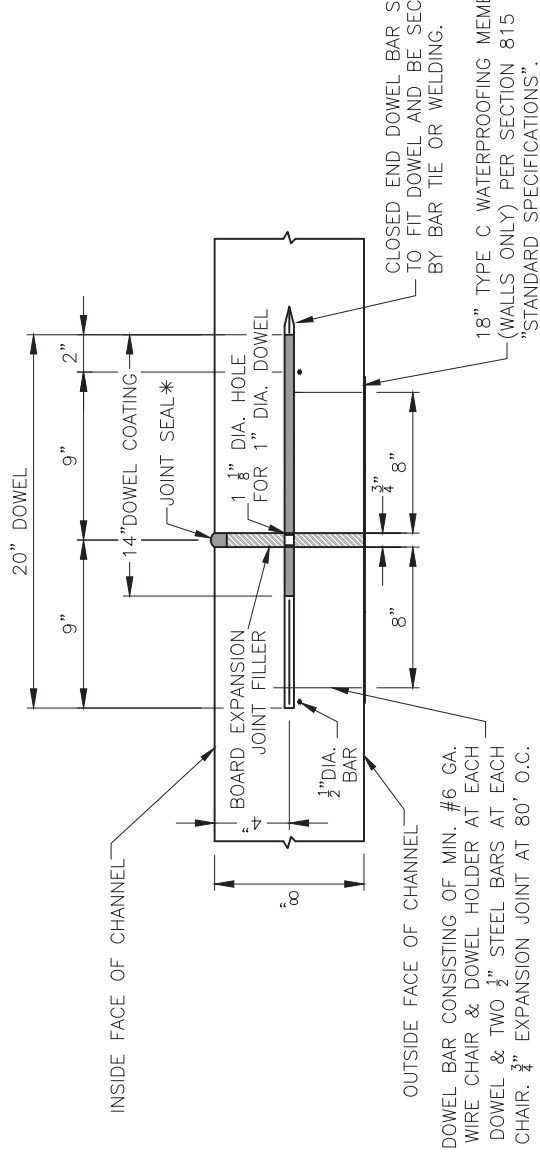 INSIDE FACE OF CHANNEL
OUTSIDE FACE OF CHANNEL
DOWEL BAR CONSISTING OF MIN. #6 GA.
WIRE CHAIR & DOWEL HOLDER AT EACH
DOWEL & TWO 1/2" STEEL BARS AT EACH
CHAIR. 3/4" EXPANSION JOINT AT 80' O.C.
8"
4"
BOARD EXPANSION
JOINT FILLER
1/2" DIA.
BAR
20" DOWEL
9"
9"
2"
14" DOWEL COATING
JOINT SEAL*
1 1/8" DIA. HOLE
FOR 1" DIA. DOWEL
8"
3/4"
8"
CLOSED END DOWEL BAR
TO FIT DOWEL AND BE
BY BAR TIE OR WELDING.
18" TYPE C WATERPROOFING
(WALLS ONLY) PER SECTION 815
"STANDARD SPECIFICATIONS".